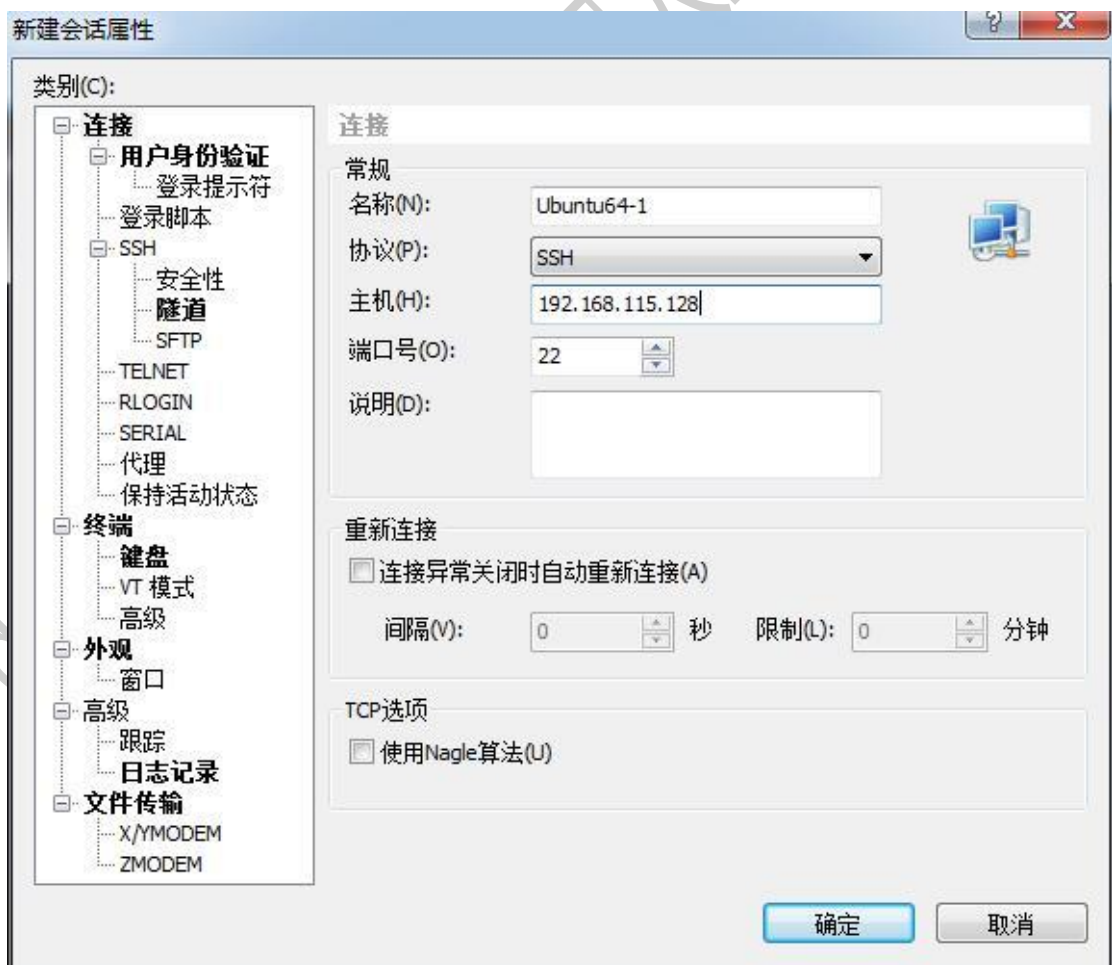 新建会话属性
类别(C):
连接
用户身份验证
登录提示符
登录脚本
SSH
安全性
隧道
SFTP
TELNET
RLOGIN
SERIAL
代理
保持活动状态
终端
键盘
VT 模式
高级
外观
窗口
高级
跟踪
日志记录
文件传输
X/YMODEM
ZMODEM
连接
常规
名称(N): Ubuntu64-1
协议(P): SSH
主机(H): 192.168.115.128
端口号(O): 22
说明(D):
重新连接
连接异常关闭时自动重新连接(A)
间隔(V): 0 秒 限制(L): 0 分钟
TCP选项
使用Nagle算法(U)
确定 取消